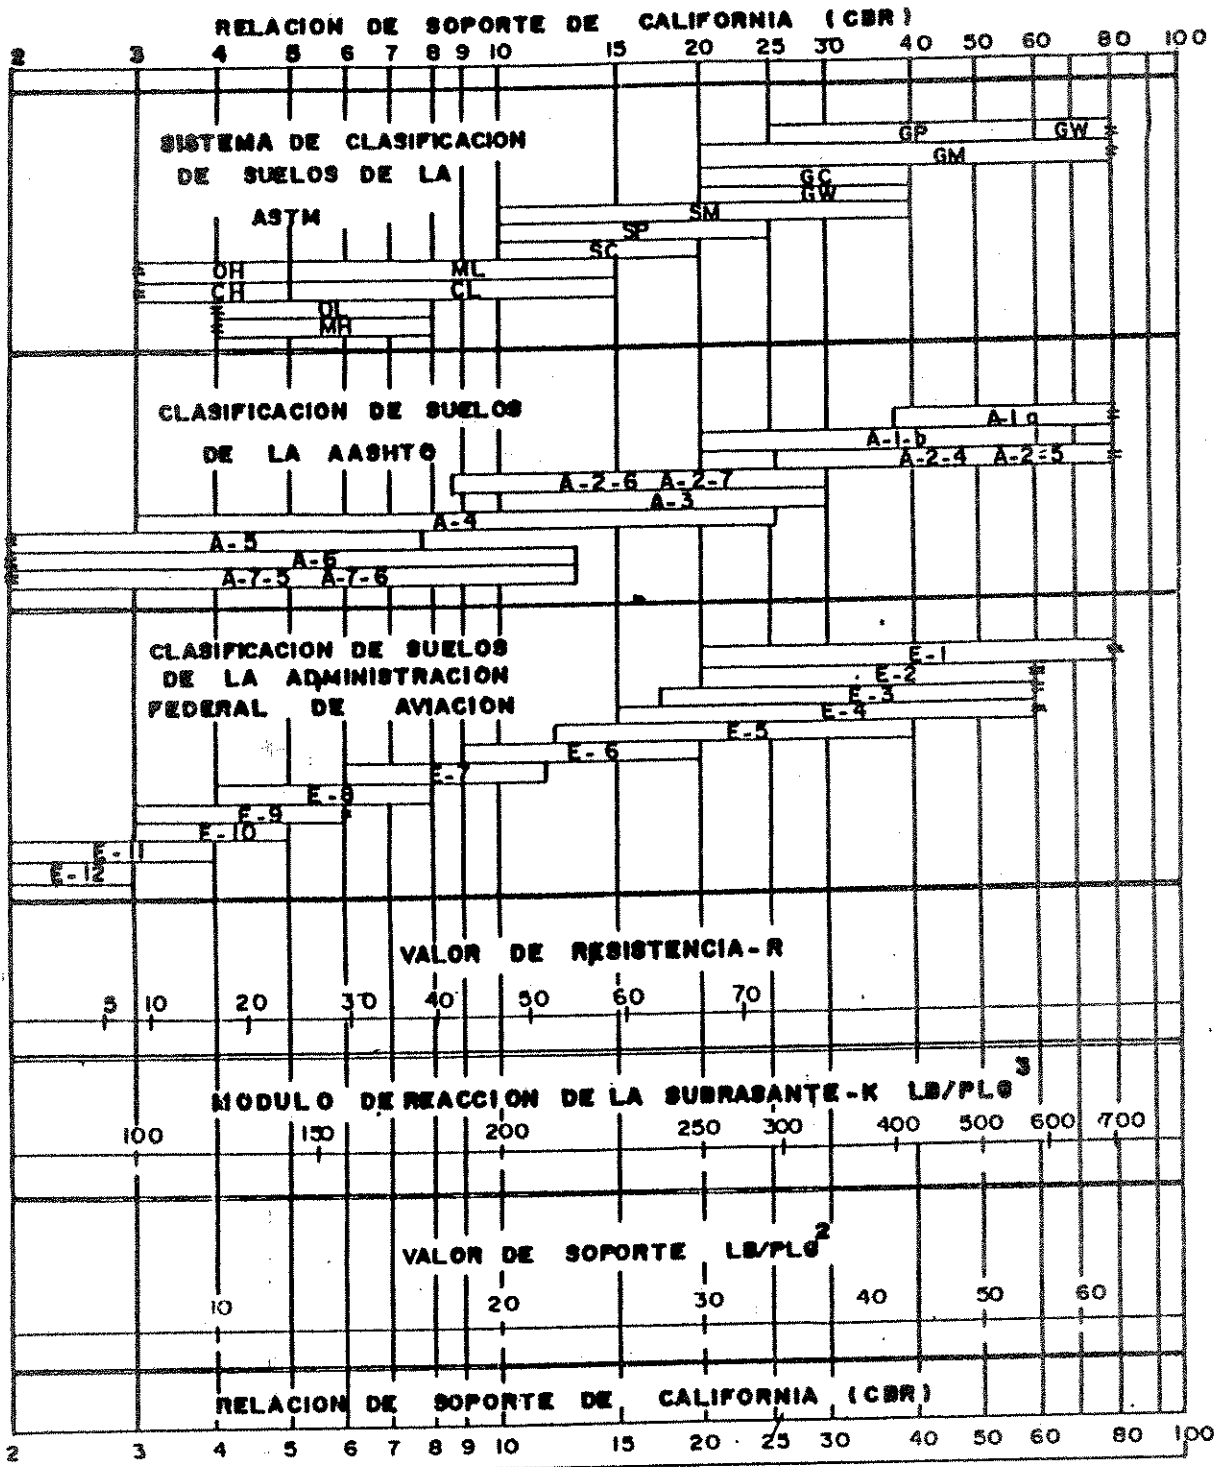 RELACION DE SOPORTE DE CALIFORNIA (CBR)
2 3 4 5 6 7 8 9 10 15 20 25 30 40 50 60 80 100
SISTEMA DE CLASIFICACION
DE SUELOS DE LA
ASTM
GP GW
GM
GC
GW
SM
SP
SC
OH ML
CH CL
OL
MH
CLASIFICACION DE SUELOS
DE LA AASHTO
A-1a
A-1-b
A-2-4 A-2-5
A-2-6 A-2-7
A-3
A-4
A-5
A-6
A-7-5 A-7-6
CLASIFICACION DE SUELOS
DE LA ADMINISTRACION
FEDERAL DE AVIACION
E-1
E-2
E-3
E-4
E-5
E-6
E-7
E-8
E-9
E-10
E-11
E-12
VALOR DE RESISTENCIA-R
5 10 20 30 40 50 60 70
MODULO DE REACCION DE LA SUBRASANTE-K LB/PLG3
100 150 200 250 300 400 500 600 700
VALOR DE SOPORTE LB/PLG2
10 20 30 40 50 60
RELACION DE SOPORTE DE CALIFORNIA (CBR)
2 3 4 5 6 7 8 9 10 15 20 25 30 40 50 60 80 100